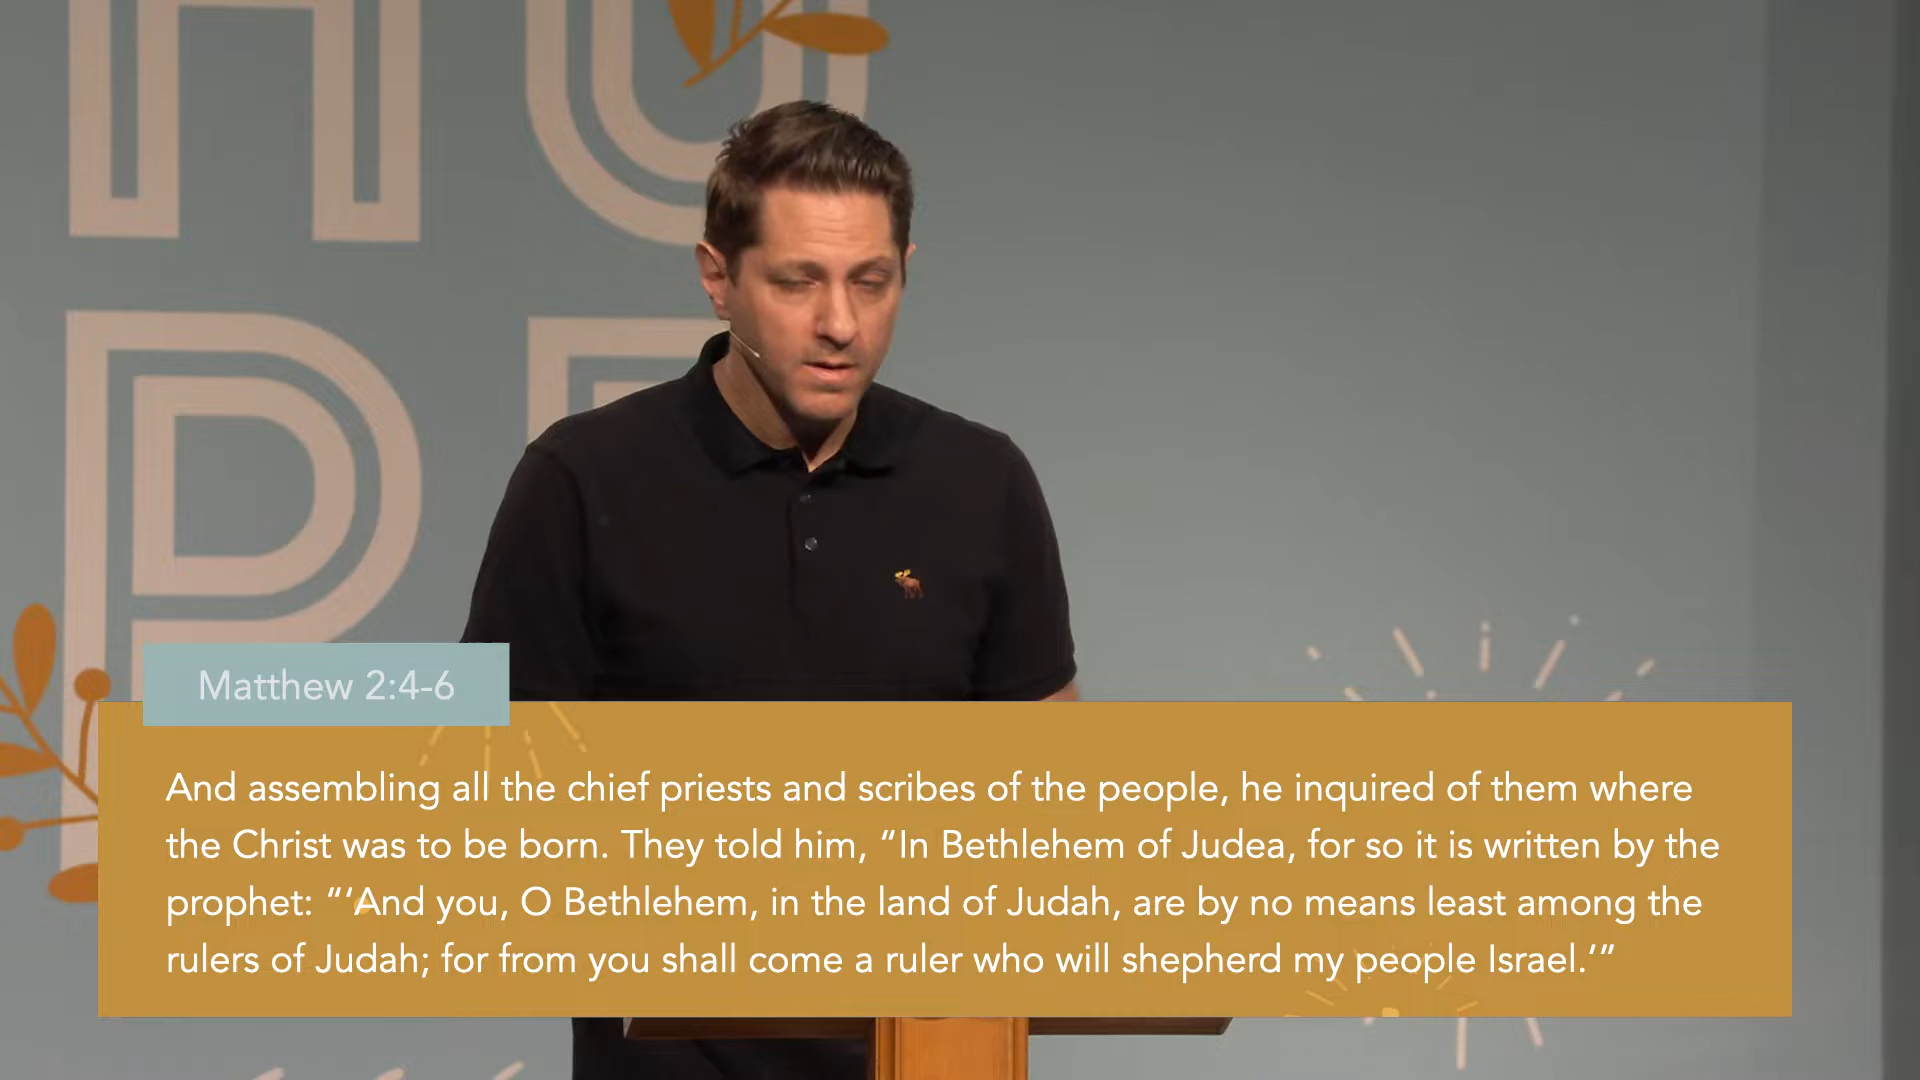 HO
PE
Matthew 2:4-6
And assembling all the chief priests and scribes of the people, he inquired of them where
the Christ was to be born. They told him, “In Bethlehem of Judea, for so it is written by the
prophet: “‘And you, O Bethlehem, in the land of Judah, are by no means least among the
rulers of Judah; for from you shall come a ruler who will shepherd my people Israel.’”